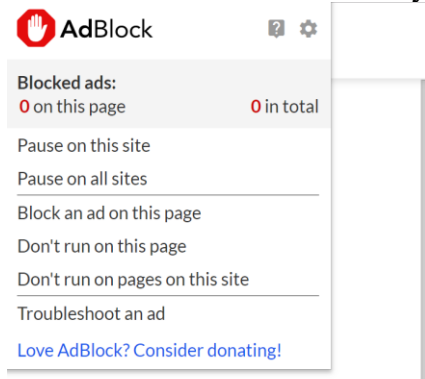 AdBlock
Blocked ads:
0 on this page 0 in total
Pause on this site
Pause on all sites
Block an ad on this page
Don't run on this page
Don't run on pages on this site
Troubleshoot an ad
Love AdBlock? Consider donating!